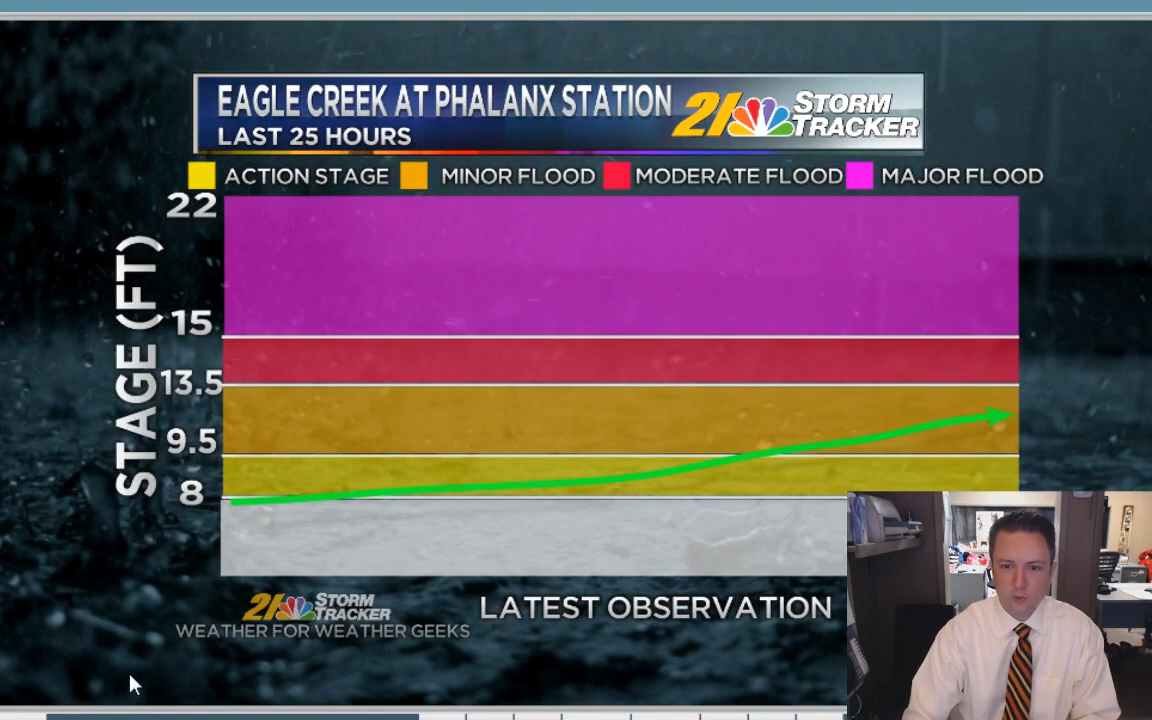 EAGLE CREEK AT PHALANX STATION
LAST 25 HOURS
21 STORM TRACKER
ACTION STAGE MINOR FLOOD MODERATE FLOOD MAJOR FLOOD
STAGE (FT)
22
15
13.5
9.5
8
21 STORM TRACKER
WEATHER FOR WEATHER GEEKS
LATEST OBSERVATION